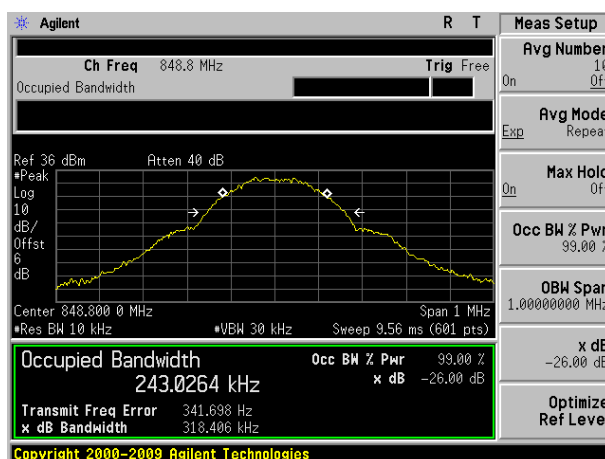 Agilent R T
Ch Freq 848.8 MHz Trig Free
Occupied Bandwidth
Ref 36 dBm Atten 40 dB
#Peak
Log
10
dB/
Offst
6
dB
Center 848.800 0 MHz Span 1 MHz
#Res BW 10 kHz #VBW 30 kHz Sweep 9.56 ms (601 pts)
Occupied Bandwidth Occ BW % Pwr 99.00 %
243.0264 kHz x dB -26.00 dB
Transmit Freq Error 341.698 Hz
x dB Bandwidth 318.406 kHz
Copyright 2000-2009 Agilent Technologies
Meas Setup
Avg Number
10
On Off
Avg Mode
Exp Repeat
Max Hold
On Off
Occ BW % Pwr
99.00 %
OBW Span
1.00000000 MHz
x dB
-26.00 dB
Optimize
Ref Level